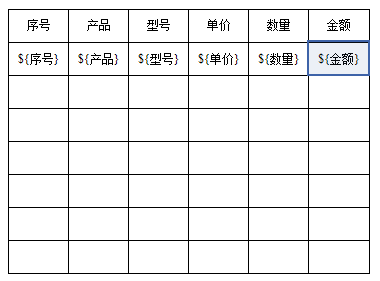 序号 产品 型号 单价 数量 金额
${序号} ${产品} ${型号} ${单价} ${数量} ${金额}